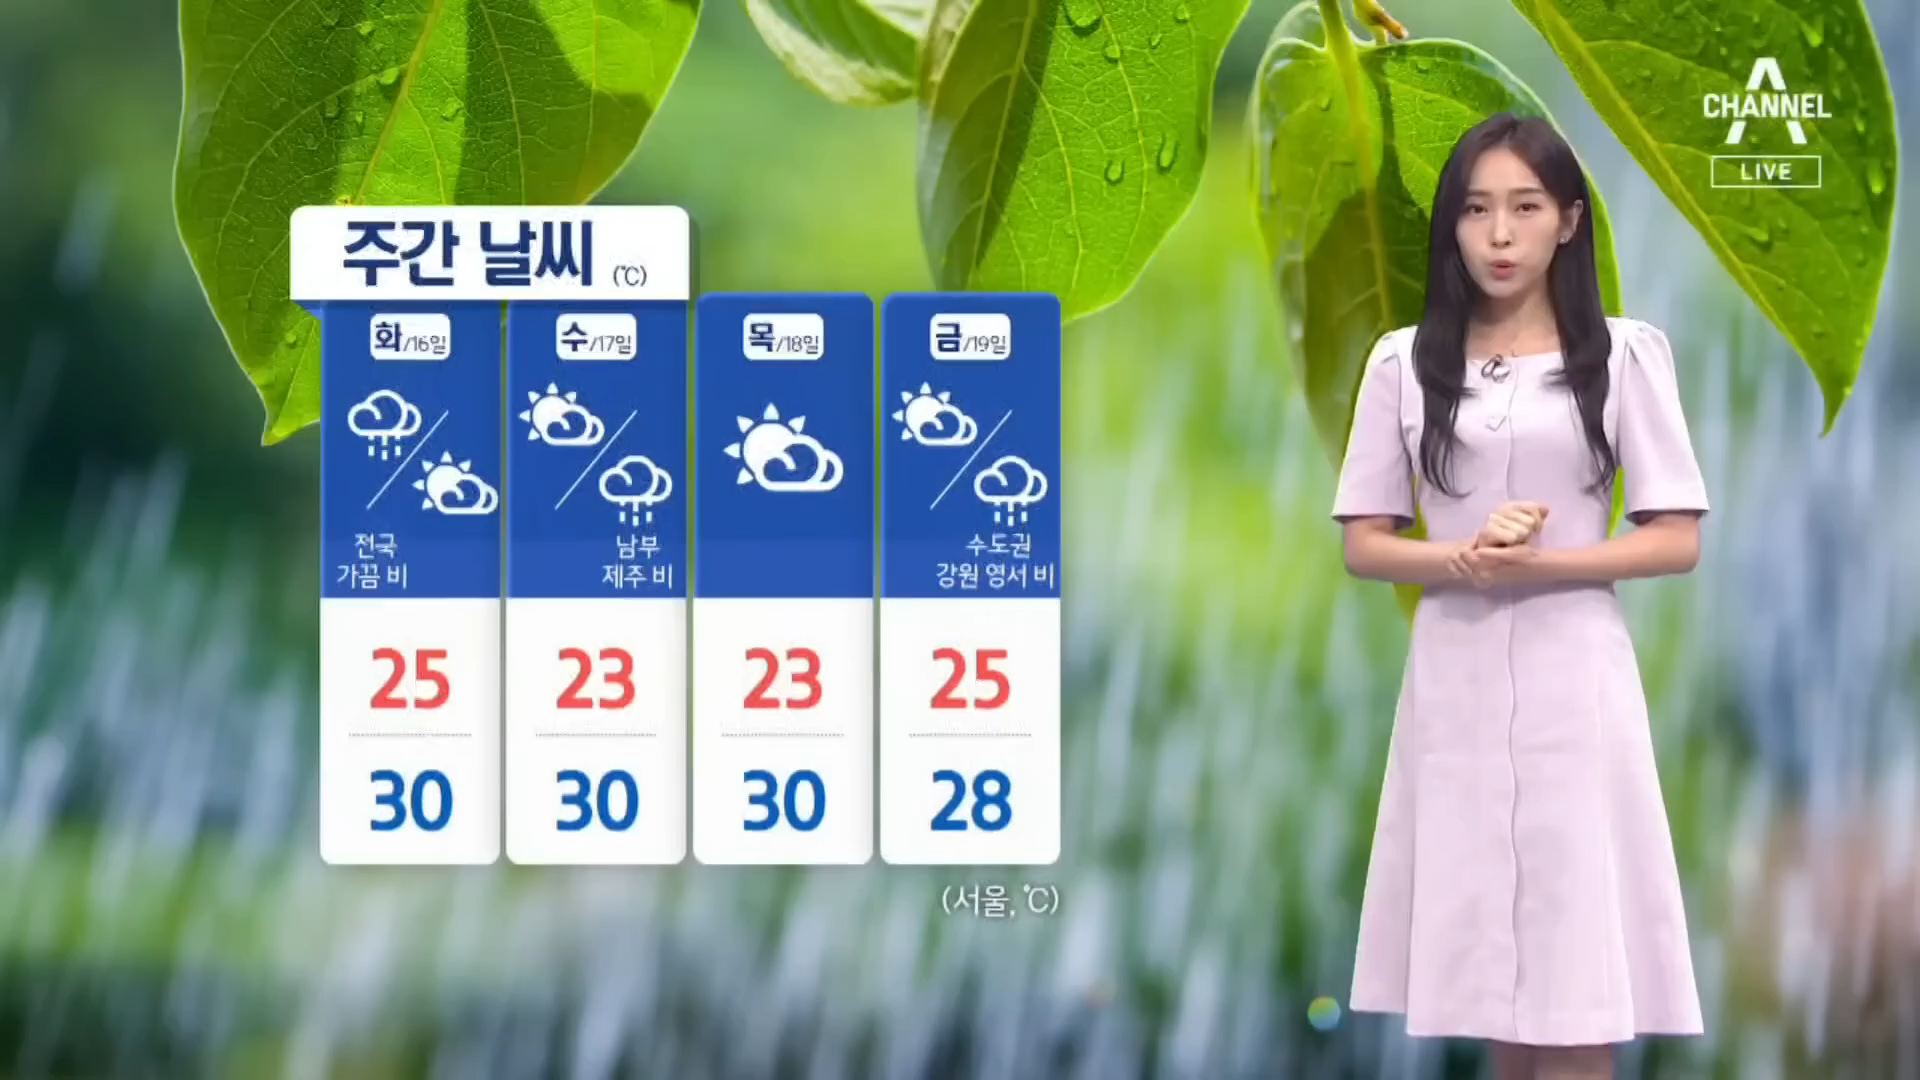 CHANNEL A
LIVE
주간 날씨 (℃)
화/16일
수/17일
목/18일
금/19일
전국
가끔 비
남부
제주 비
수도권
강원 영서 비
25
23
23
25
30
30
30
28
(서울, ℃)